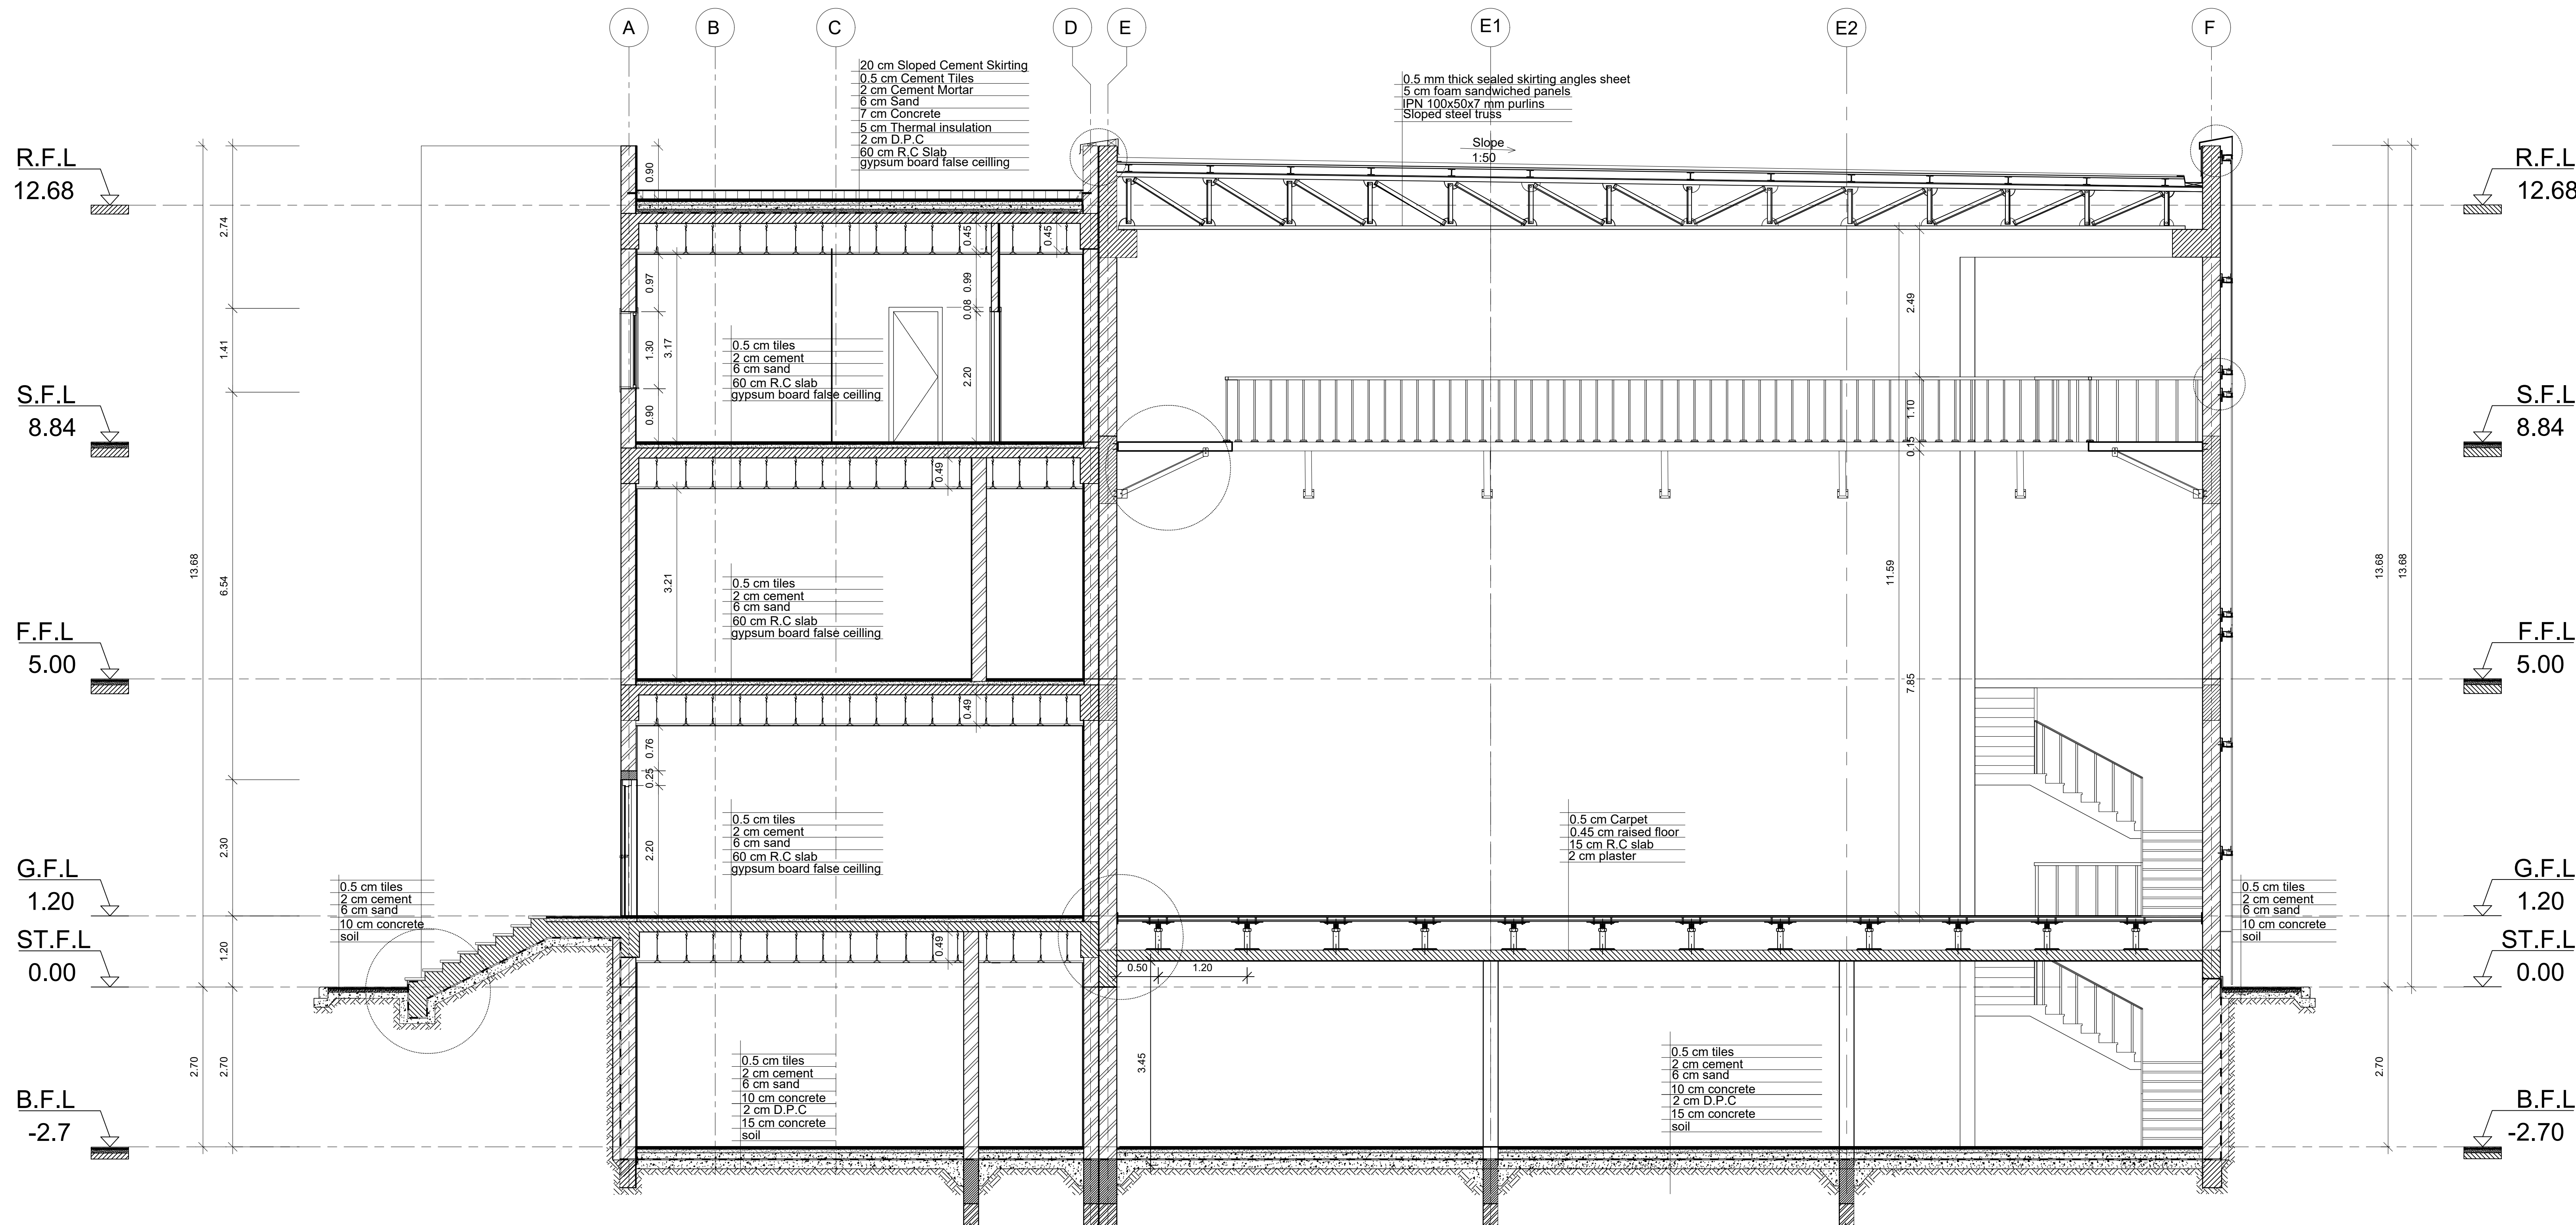 A
B
C
D
E
E1
E2
F
20 cm Sloped Cement Skirting
0.5 cm Cement Tiles
2 cm Cement Mortar
6 cm Sand
7 cm Concrete
5 cm Thermal insulation
2 cm D.P.C
60 cm R.C Slab
gypsum board false ceilling
0.5 mm thick sealed skirting angles sheet
5 cm foam sandwiched panels
IPN 100x50x7 mm purlins
Sloped steel truss
Slope
1:50
R.F.L
12.68
S.F.L
8.84
F.F.L
5.00
G.F.L
1.20
ST.F.L
0.00
B.F.L
-2.7
13.68
2.70
2.74
1.41
6.54
2.30
1.20
2.70
0.90
0.97
1.30
0.90
3.17
0.45
0.45
0.99
0.08
2.20
0.5 cm tiles
2 cm cement
6 cm sand
60 cm R.C slab
gypsum board false ceilling
0.49
3.21
0.5 cm tiles
2 cm cement
6 cm sand
60 cm R.C slab
gypsum board false ceilling
0.49
0.76
0.25
2.20
0.5 cm tiles
2 cm cement
6 cm sand
60 cm R.C slab
gypsum board false ceilling
0.49
0.5 cm tiles
2 cm cement
6 cm sand
10 cm concrete
soil
0.5 cm tiles
2 cm cement
6 cm sand
10 cm concrete
2 cm D.P.C
15 cm concrete
soil
2.49
1.10
0.15
11.59
7.85
0.5 cm Carpet
0.45 cm raised floor
15 cm R.C slab
2 cm plaster
0.50
1.20
3.45
0.5 cm tiles
2 cm cement
6 cm sand
10 cm concrete
2 cm D.P.C
15 cm concrete
soil
0.5 cm tiles
2 cm cement
6 cm sand
10 cm concrete
soil
13.68
13.68
2.70
R.F.L
12.68
S.F.L
8.84
F.F.L
5.00
G.F.L
1.20
ST.F.L
0.00
B.F.L
-2.70